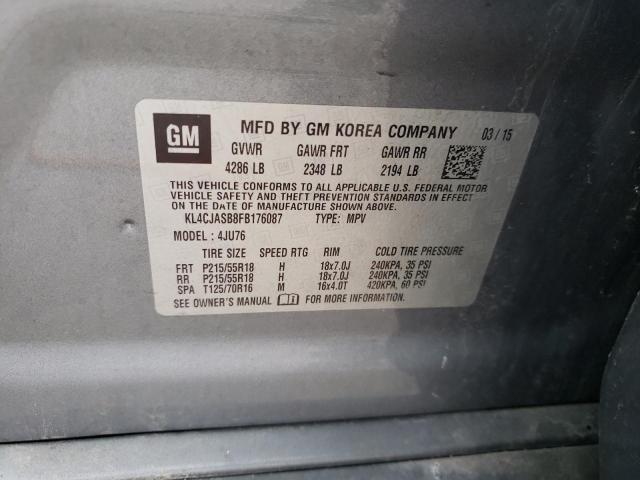 GM MFD BY GM KOREA COMPANY 03 / 15
GVWR GAWR FRT GAWR RR
4286 LB 2348 LB 2194 LB
THIS VEHICLE CONFORMS TO ALL APPLICABLE U.S. FEDERAL MOTOR
VEHICLE SAFETY, BUMPER, AND THEFT PREVENTION STANDARDS IN EFFECT
ON THE DATE OF MANUFACTURE SHOWN ABOVE.
KL4CJASB8FB176087 TYPE: MPV
MODEL : 4JU76
TIRE SIZE SPEED RTG RIM COLD TIRE PRESSURE
FRT P215/55R18 H 18x7.0J 240KPA, 35 PSI
RR P215/55R18 H 18x7.0J 240KPA, 35 PSI
SPA T125/70R16 M 16x4.0T 420KPA, 60 PSI
SEE OWNER'S MANUAL FOR MORE INFORMATION.